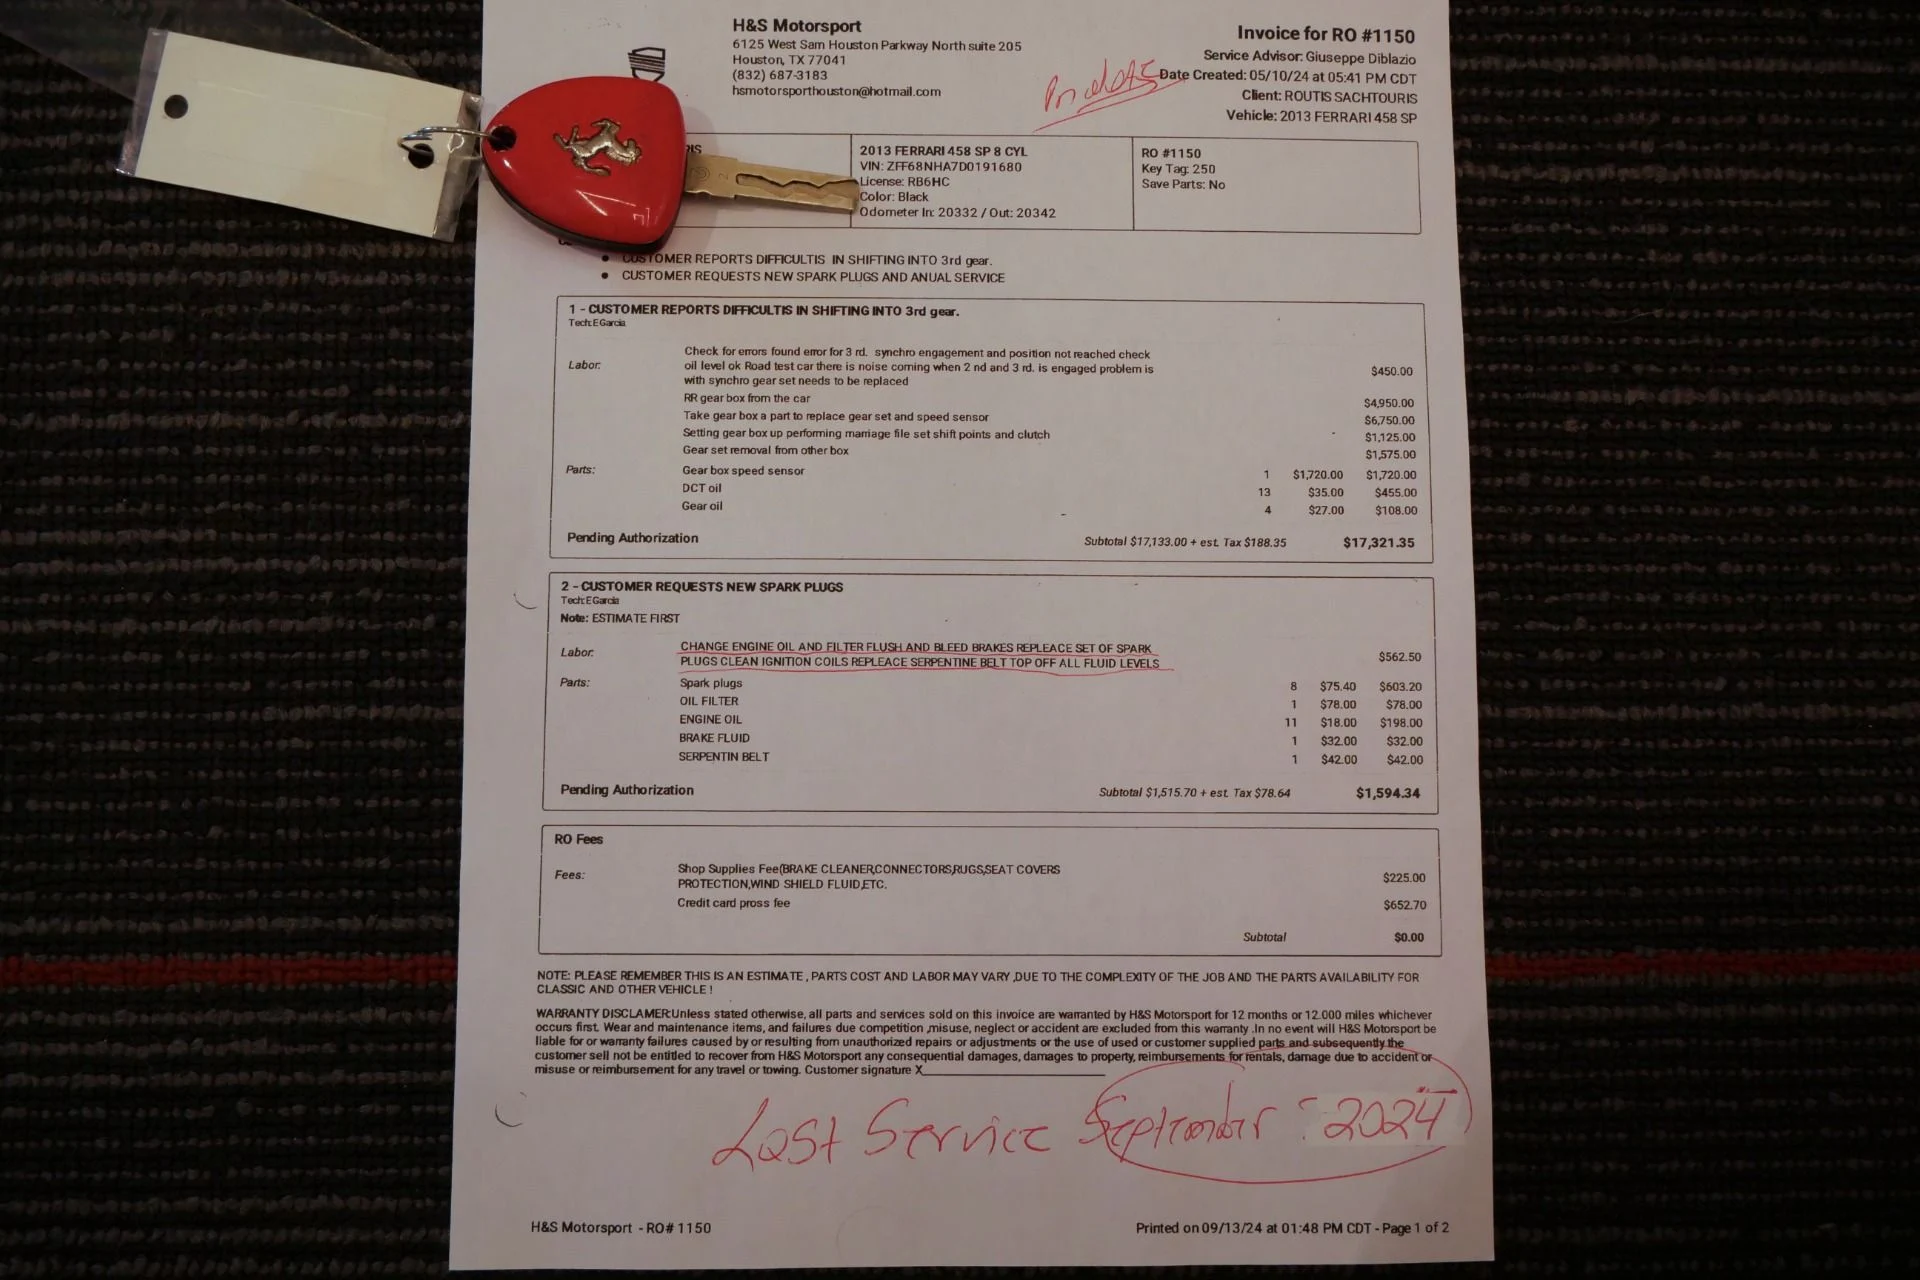 H&S Motorsport
6125 West Sam Houston Parkway North suite 205
Houston, TX 77041
(832) 687-3183
hsmotorsporthouston@hotmail.com
Invoice for RO #1150
Service Advisor: Giuseppe Diblazio
Date Created: 05/10/24 at 05:41 PM CDT
Client: ROUTIS SACHTOURIS
Vehicle: 2013 FERRARI 458 SP
2013 FERRARI 458 SP 8 CYL
VIN: ZFF68NHA7D0191680
License: RB6HC
Color: Black
Odometer In: 20332 / Out: 20342
RO #1150
Key Tag: 250
Save Parts: No
CUSTOMER REPORTS DIFFICULTIS IN SHIFTING INTO 3rd gear.
CUSTOMER REQUESTS NEW SPARK PLUGS AND ANUAL SERVICE
1 - CUSTOMER REPORTS DIFFICULTIS IN SHIFTING INTO 3rd gear.
Tech: E Garcia
Labor: Check for errors found error for 3 rd. synchro engagement and position not reached check
oil level ok Road test car there is noise coming when 2 nd and 3 rd. is engaged problem is $450.00
with synchro gear set needs to be replaced
RR gear box from the car $4,950.00
Take gear box a part to replace gear set and speed sensor $6,750.00
Setting gear box up performing marriage file set shift points and clutch $1,125.00
Gear set removal from other box $1,575.00
Parts: Gear box speed sensor 1 $1,720.00 $1,720.00
DCT oil 13 $35.00 $455.00
Gear oil 4 $27.00 $108.00
Pending Authorization Subtotal $17,133.00 + est. Tax $188.35 $17,321.35
2 - CUSTOMER REQUESTS NEW SPARK PLUGS
Tech: E Garcia
Note: ESTIMATE FIRST
Labor: CHANGE ENGINE OIL AND FILTER FLUSH AND BLEED BRAKES REPLEACE SET OF SPARK
PLUGS CLEAN IGNITION COILS REPLEACE SERPENTINE BELT TOP OFF ALL FLUID LEVELS $562.50
Parts: Spark plugs 8 $75.40 $603.20
OIL FILTER 1 $78.00 $78.00
ENGINE OIL 11 $18.00 $198.00
BRAKE FLUID 1 $32.00 $32.00
SERPENTIN BELT 1 $42.00 $42.00
Pending Authorization Subtotal $1,515.70 + est. Tax $78.64 $1,594.34
RO Fees
Fees: Shop Supplies Fee(BRAKE CLEANER,CONNECTORS,RUGS,SEAT COVERS
PROTECTION,WIND SHIELD FLUID,ETC. $225.00
Credit card pross fee $652.70
Subtotal $0.00
NOTE: PLEASE REMEMBER THIS IS AN ESTIMATE , PARTS COST AND LABOR MAY VARY ,DUE TO THE COMPLEXITY OF THE JOB AND THE PARTS AVAILABILITY FOR
CLASSIC AND OTHER VEHICLE !
WARRANTY DISCLAMER:Unless stated otherwise, all parts and services sold on this invoice are warranted by H&S Motorsport for 12 months or 12.000 miles whichever
occurs first. Wear and maintenance items, and failures due competition ,misuse, neglect or accident are excluded from this warranty .In no event will H&S Motorsport be
liable for or warranty failures caused by or resulting from unauthorized repairs or adjustments or the use of used or customer supplied parts and subsequently the
customer sell not be entitled to recover from H&S Motorsport any consequential damages, damages to property, reimbursements for rentals, damage due to accident or
misuse or reimbursement for any travel or towing. Customer signature X
Last Service September : 2024
H&S Motorsport - RO# 1150
Printed on 09/13/24 at 01:48 PM CDT - Page 1 of 2